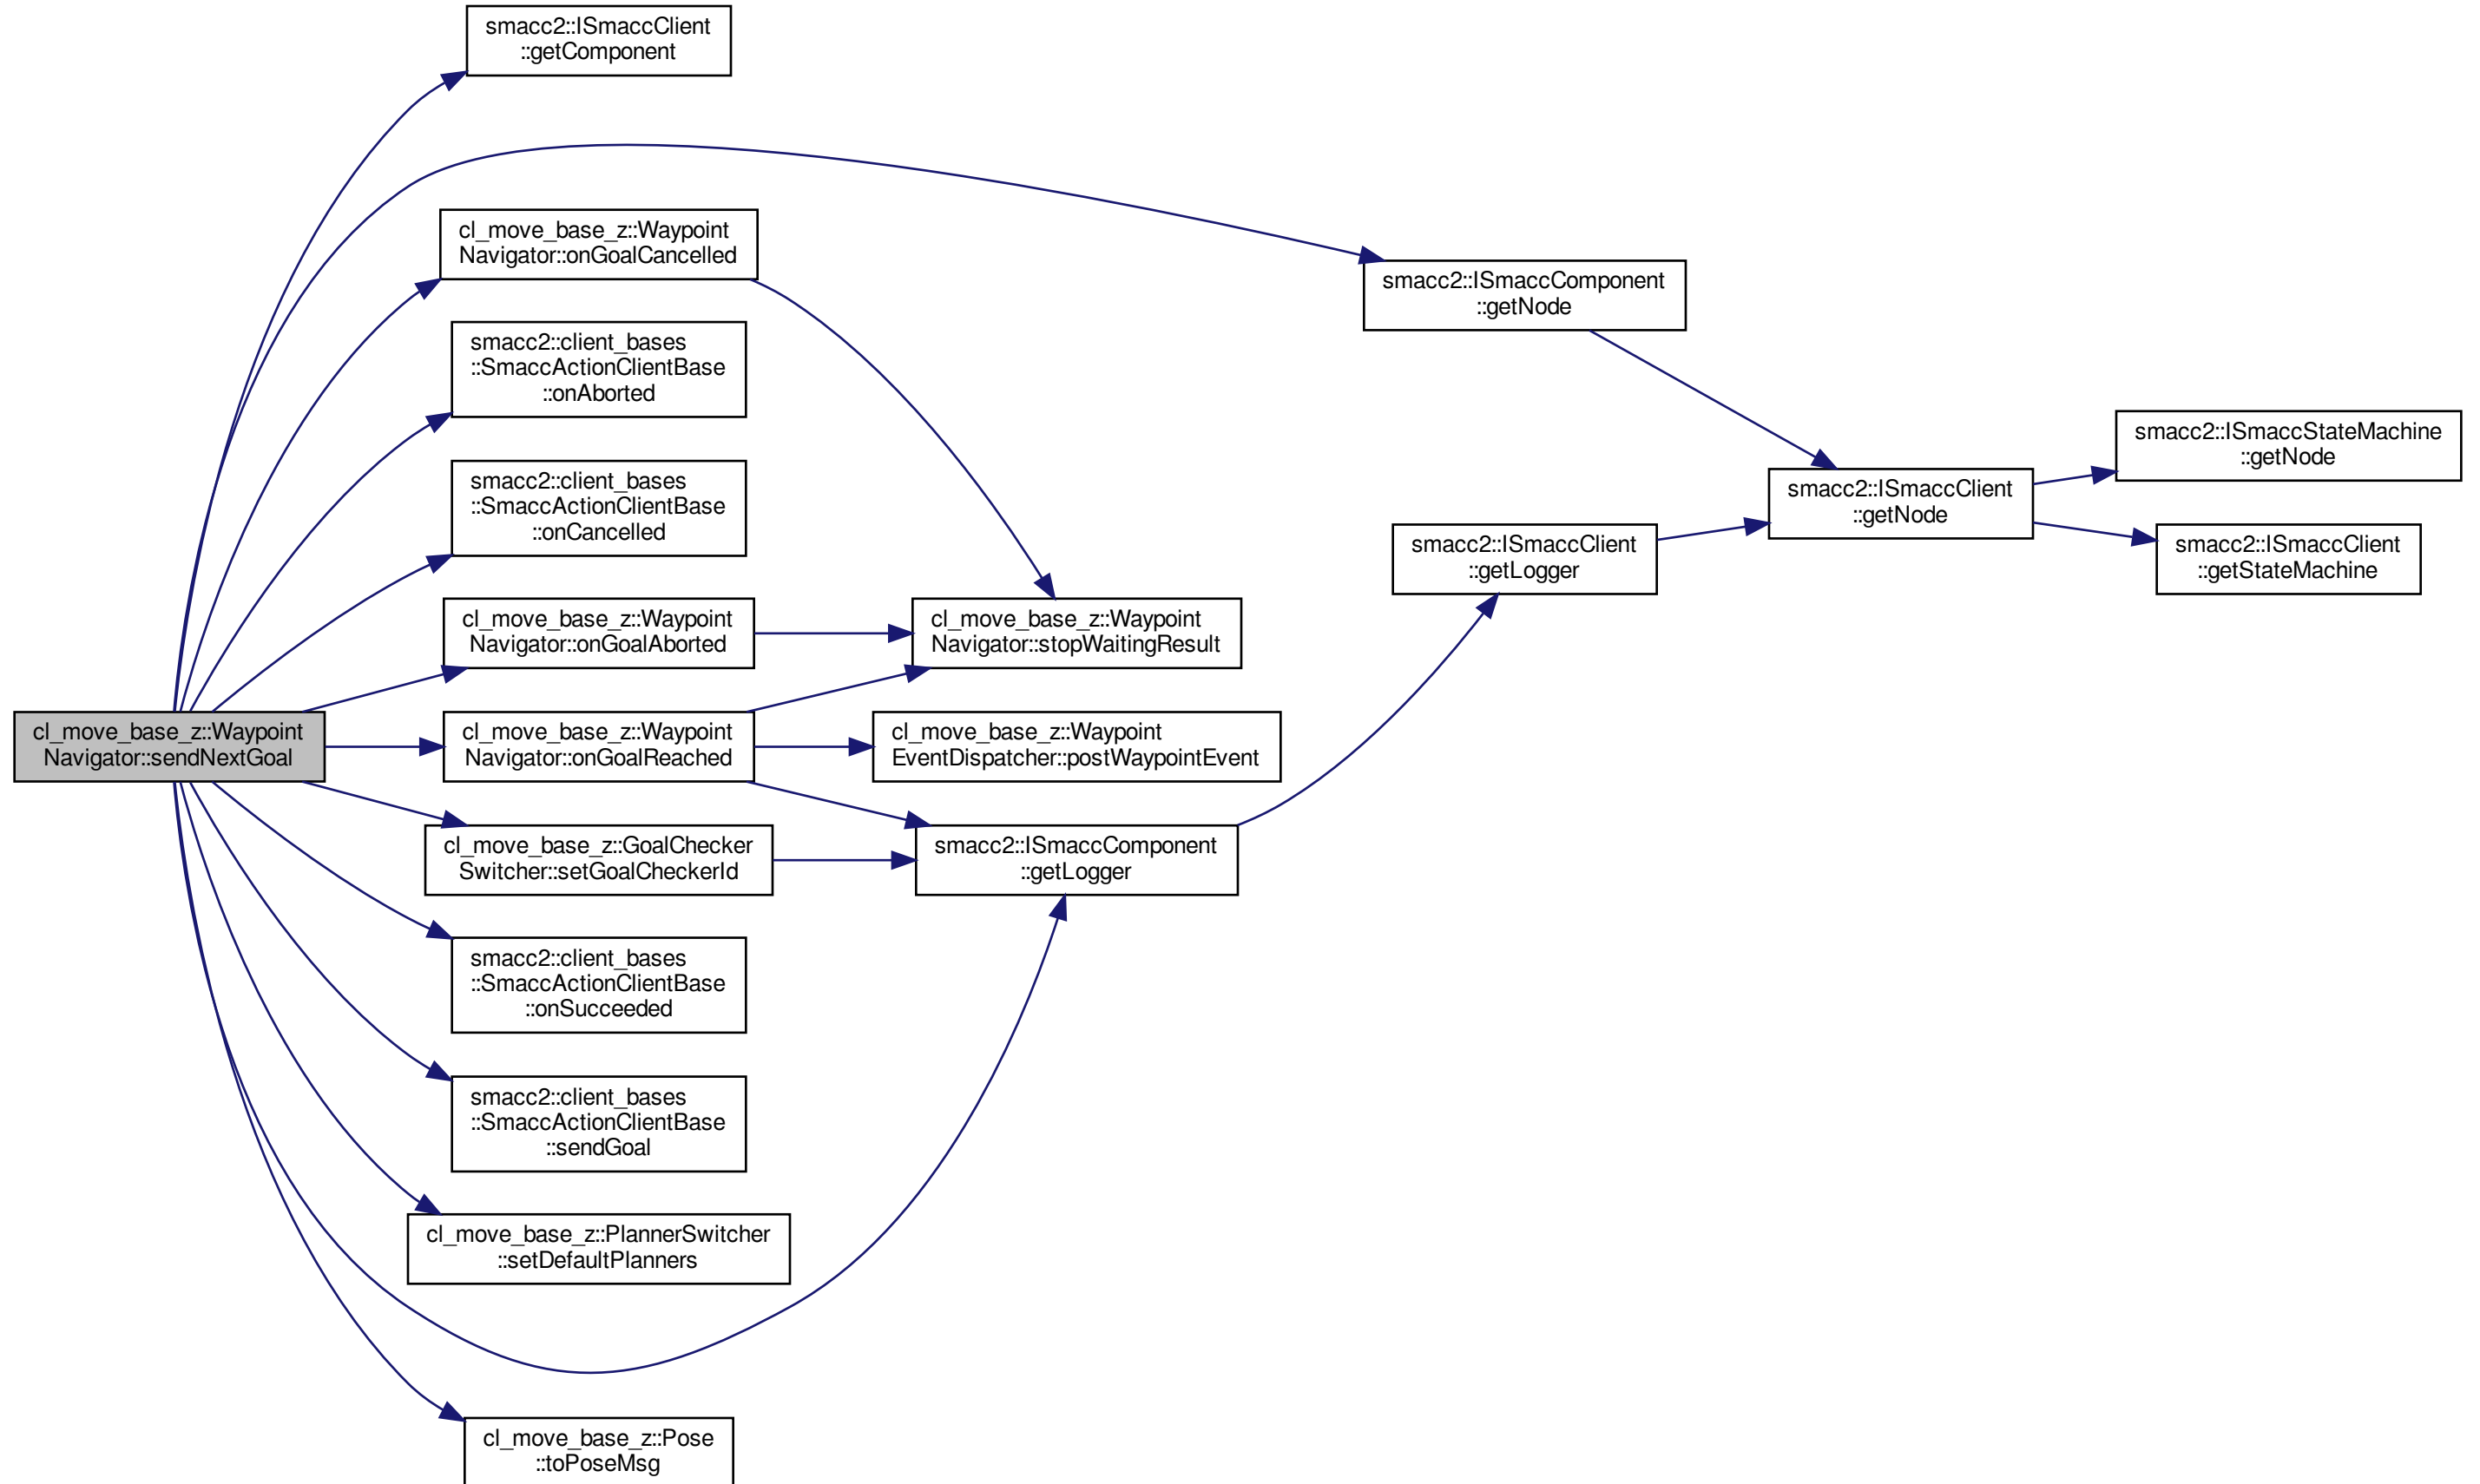 smacc2::ISmaccClient
::getComponent
cl_move_base_z::Waypoint
Navigator::onGoalCancelled
smacc2::ISmaccComponent
::getNode
smacc2::client_bases
::SmaccActionClientBase
::onAborted
smacc2::ISmaccStateMachine
::getNode
smacc2::client_bases
::SmaccActionClientBase
::onCancelled
smacc2::ISmaccClient
::getNode
smacc2::ISmaccClient
::getLogger
smacc2::ISmaccClient
::getStateMachine
cl_move_base_z::Waypoint
Navigator::onGoalAborted
cl_move_base_z::Waypoint
Navigator::stopWaitingResult
cl_move_base_z::Waypoint
Navigator::sendNextGoal
cl_move_base_z::Waypoint
Navigator::onGoalReached
cl_move_base_z::Waypoint
EventDispatcher::postWaypointEvent
cl_move_base_z::GoalChecker
Switcher::setGoalCheckerId
smacc2::ISmaccComponent
::getLogger
smacc2::client_bases
::SmaccActionClientBase
::onSucceeded
smacc2::client_bases
::SmaccActionClientBase
::sendGoal
cl_move_base_z::PlannerSwitcher
::setDefaultPlanners
cl_move_base_z::Pose
::toPoseMsg